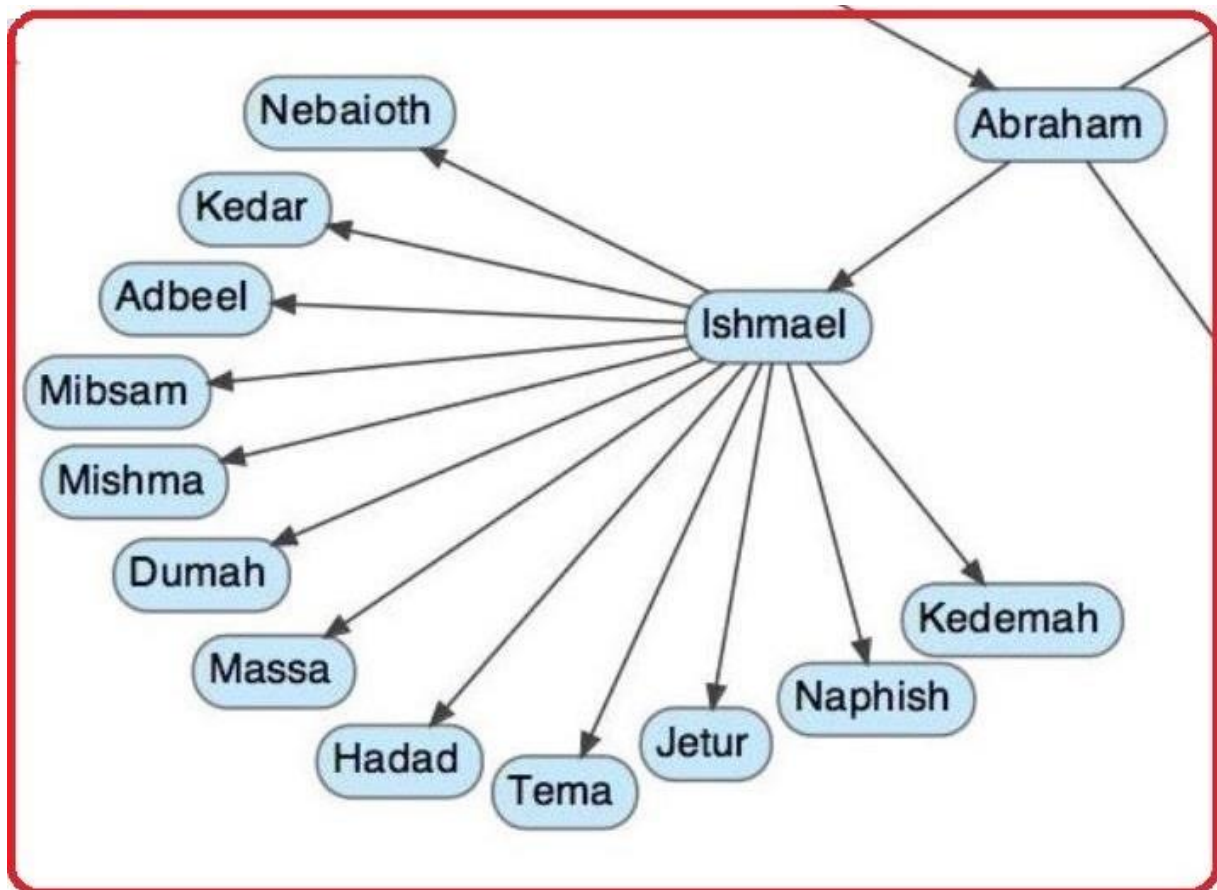 Nebaioth
Abraham
Kedar
Adbeel
Ishmael
Mibsam
Mishma
Dumah
Kedemah
Massa
Naphish
Jetur
Hadad
Tema